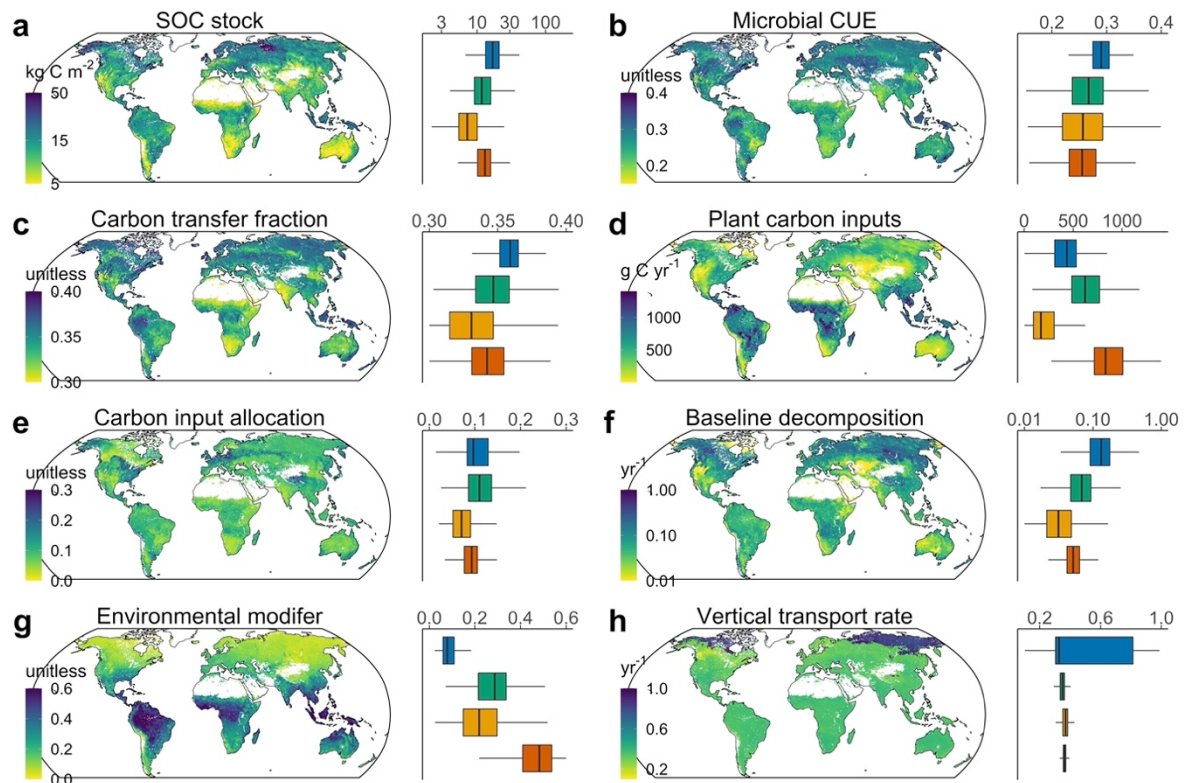 a SOC stock 3 10 30 100
kg C m⁻²
50
15
5
b Microbial CUE 0.2 0.3 0.4
unitless
0.4
0.3
0.2
c Carbon transfer fraction 0.30 0.35 0.40
unitless
0.40
0.35
0.30
d Plant carbon inputs 0 500 1000
g C yr⁻¹
1000
500
e Carbon input allocation 0.0 0.1 0.2 0.3
unitless
0.3
0.2
0.1
0.0
f Baseline decomposition 0.01 0.10 1.00
yr⁻¹
1.00
0.10
0.01
g Environmental modifer 0.0 0.2 0.4 0.6
unitless
0.6
0.4
0.2
0.0
h Vertical transport rate 0.2 0.6 1.0
yr⁻¹
1.0
0.6
0.2